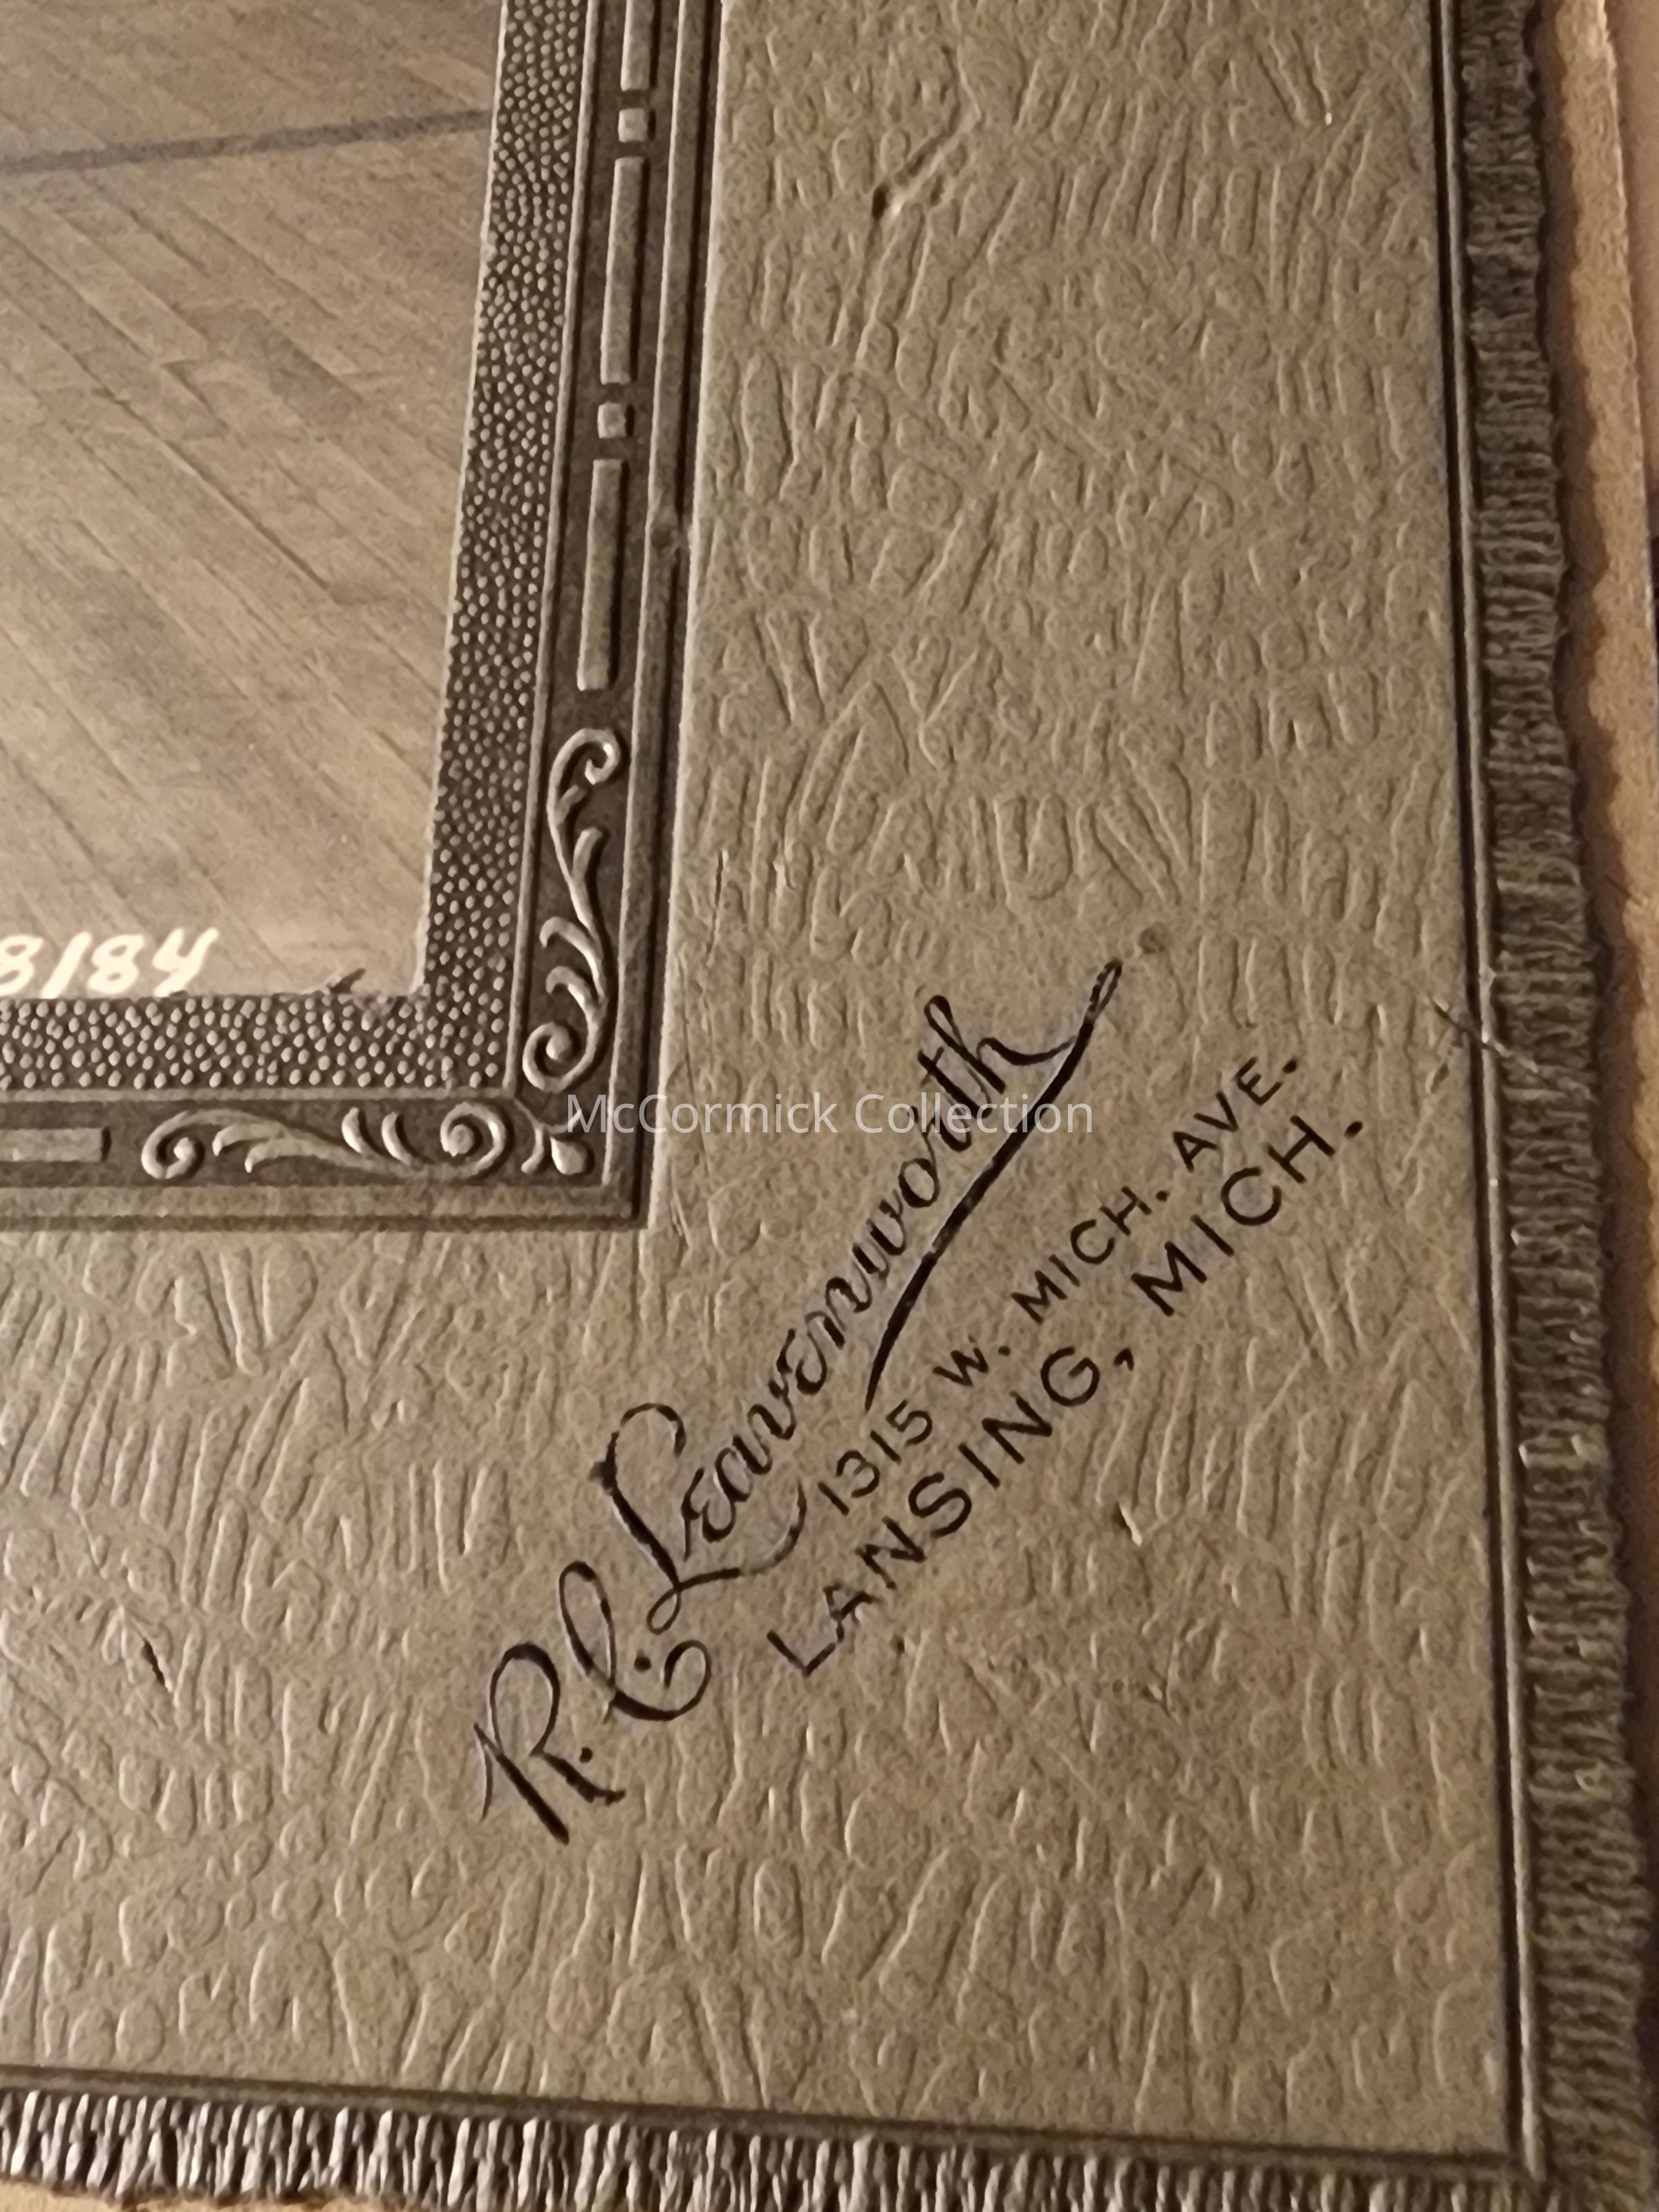 8184
McCormick Collection
R. C. Leavenworth
1315 W. MICH. AVE.
LANSING, MICH.